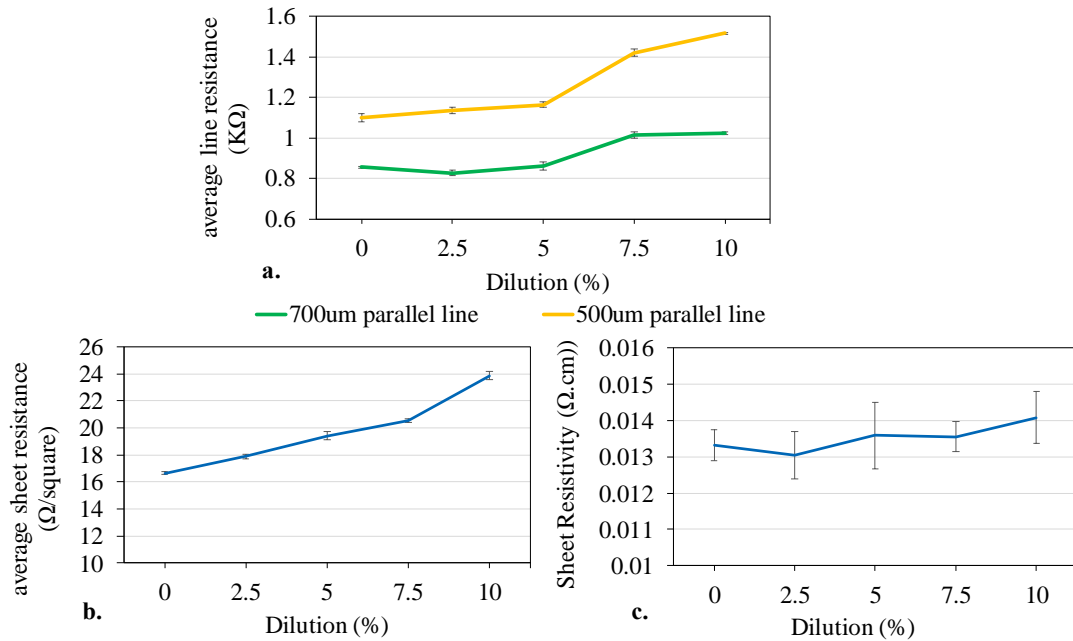 average line resistance
(KΩ)
1.6
1.4
1.2
1
0.8
0.6
0 2.5 5 7.5 10
a.
Dilution (%)
700um parallel line 500um parallel line
average sheet resistance
(Ω/square)
26
24
22
20
18
16
14
12
10
0 2.5 5 7.5 10
b.
Dilution (%)
Sheet Resistivity (Ω.cm))
0.016
0.015
0.014
0.013
0.012
0.011
0.01
0 2.5 5 7.5 10
c.
Dilution (%)